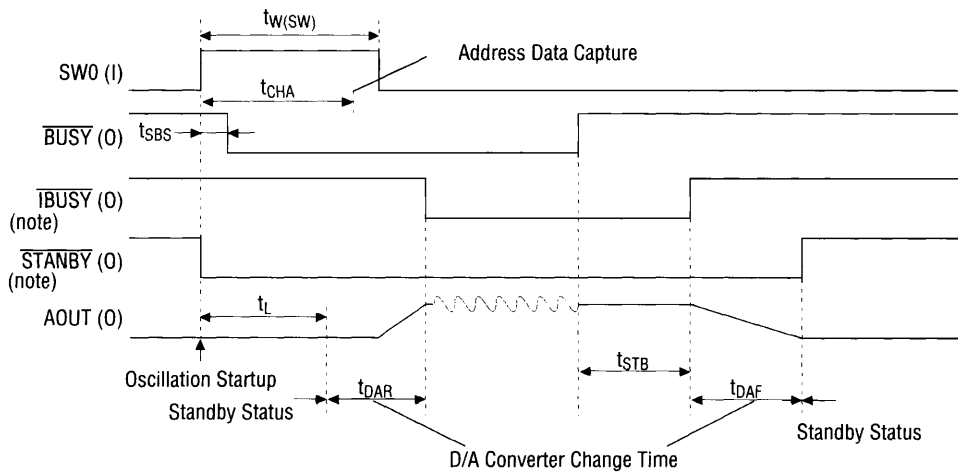 tW(SW)
SW0 (I)
Address Data Capture
tCHA
BUSY (O)
tSBS
IBUSY (O)
(note)
STANBY (O)
(note)
AOUT (O)
tL
Oscillation Startup
tSTB
Standby Status
tDAR
tDAF
Standby Status
D/A Converter Change Time